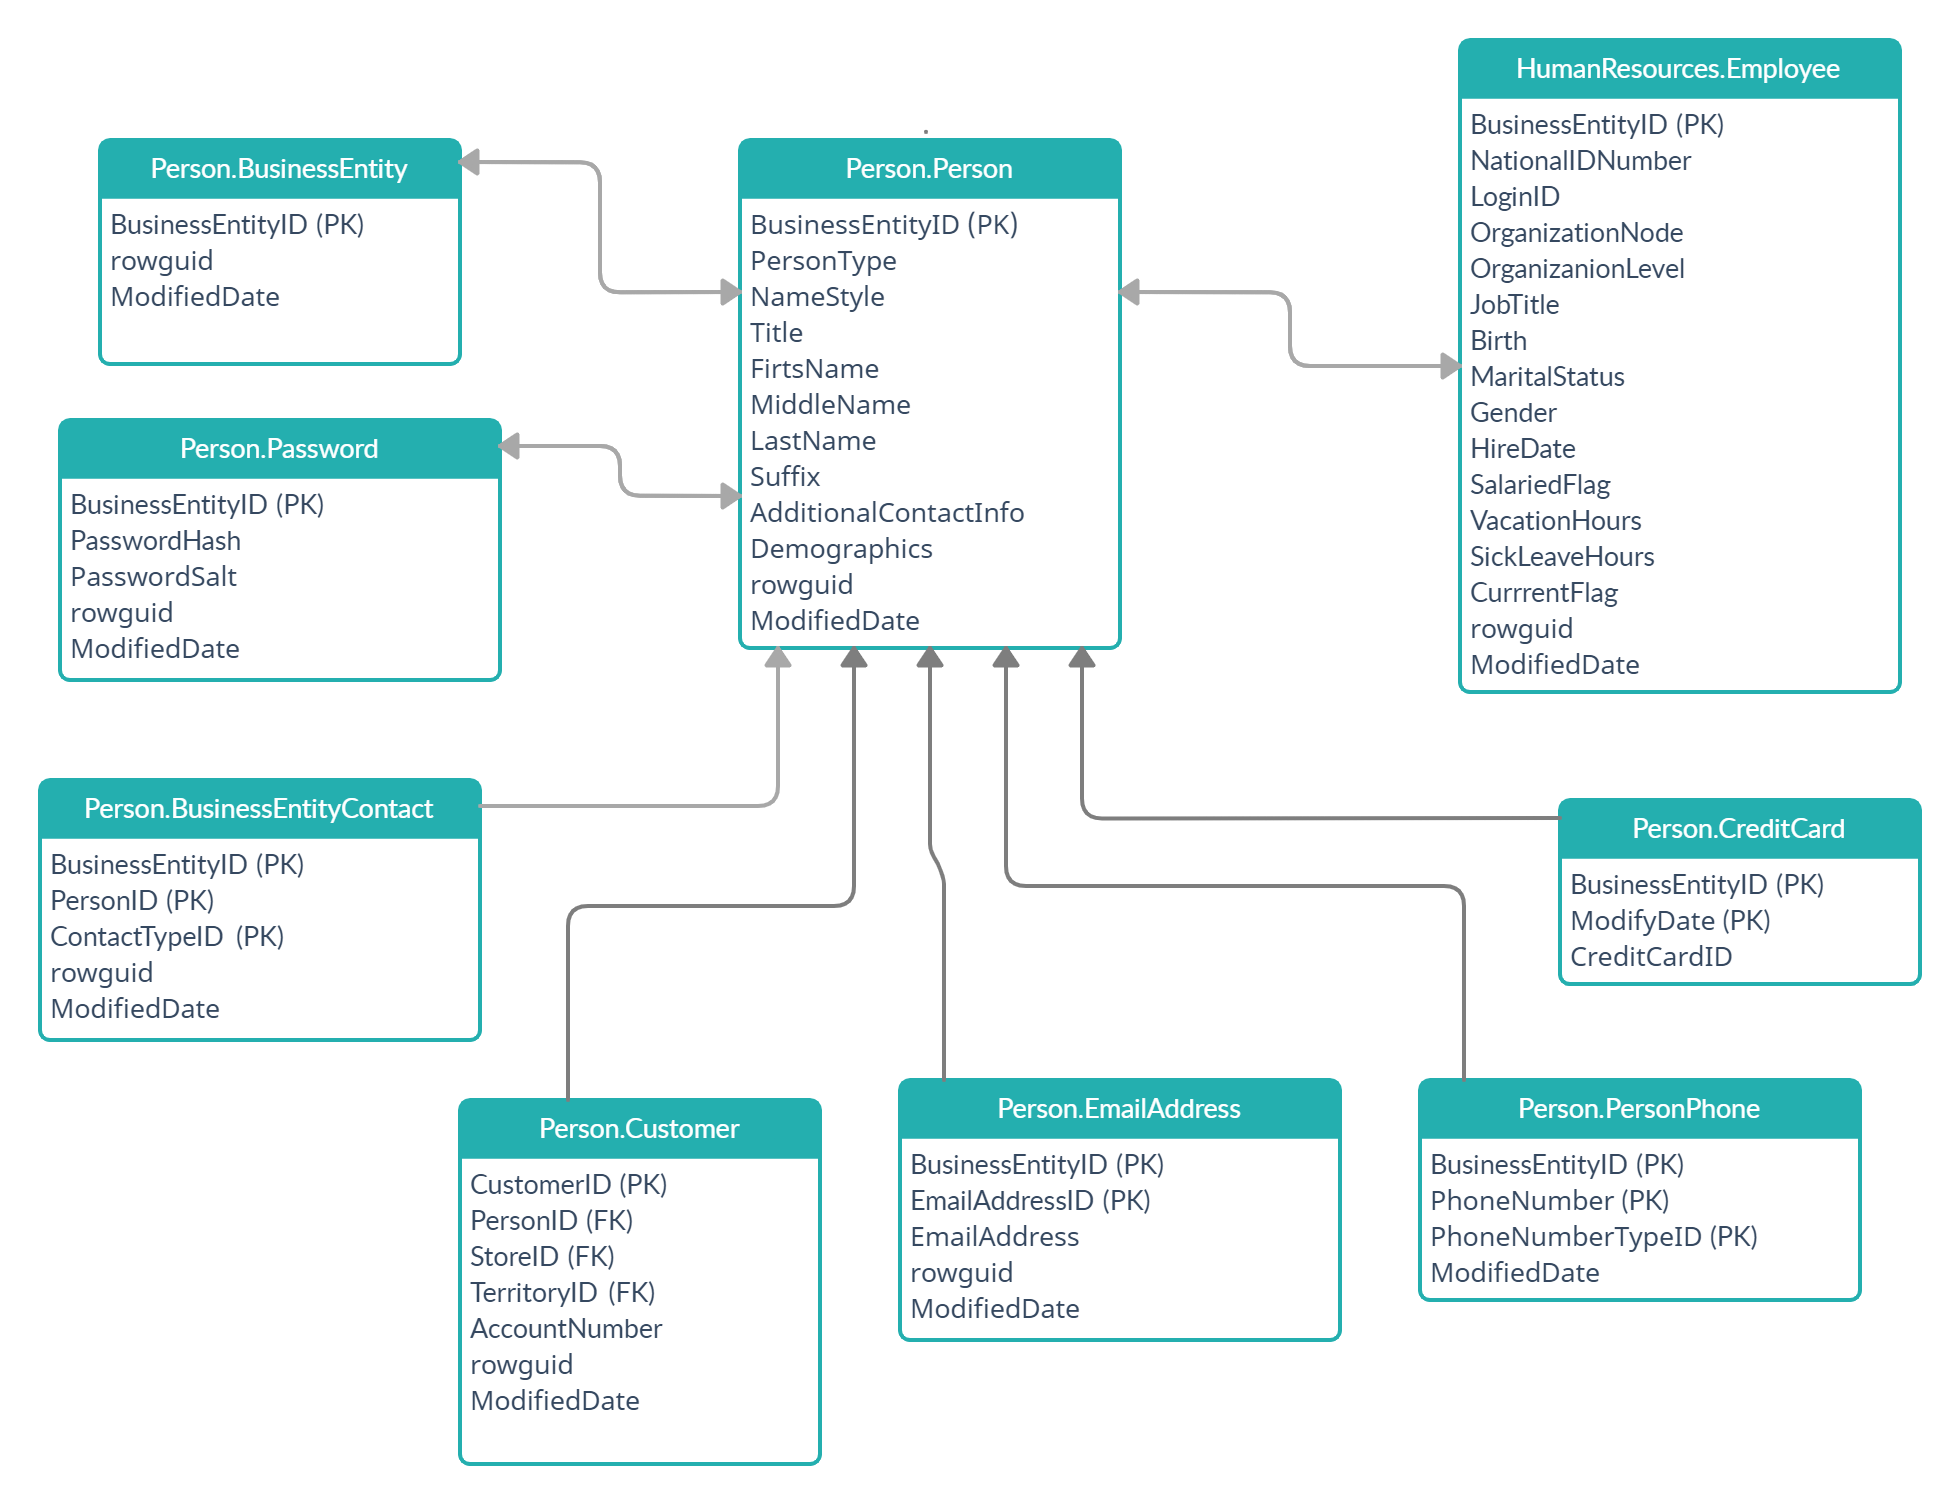 HumanResources.Employee
BusinessEntityID (PK)
NationalIDNumber
LoginID
OrganizationNode
OrganizanionLevel
JobTitle
Birth
MaritalStatus
Gender
HireDate
SalariedFlag
VacationHours
SickLeaveHours
CurrrentFlag
rowguid
ModifiedDate
Person.BusinessEntity
BusinessEntityID (PK)
rowguid
ModifiedDate
Person.Person
BusinessEntityID (PK)
PersonType
NameStyle
Title
FirtsName
MiddleName
LastName
Suffix
AdditionalContactInfo
Demographics
rowguid
ModifiedDate
Person.Password
BusinessEntityID (PK)
PasswordHash
PasswordSalt
rowguid
ModifiedDate
Person.BusinessEntityContact
BusinessEntityID (PK)
PersonID (PK)
ContactTypeID (PK)
rowguid
ModifiedDate
Person.CreditCard
BusinessEntityID (PK)
ModifyDate (PK)
CreditCardID
Person.Customer
CustomerID (PK)
PersonID (FK)
StoreID (FK)
TerritoryID (FK)
AccountNumber
rowguid
ModifiedDate
Person.EmailAddress
BusinessEntityID (PK)
EmailAddressID (PK)
EmailAddress
rowguid
ModifiedDate
Person.PersonPhone
BusinessEntityID (PK)
PhoneNumber (PK)
PhoneNumberTypeID (PK)
ModifiedDate